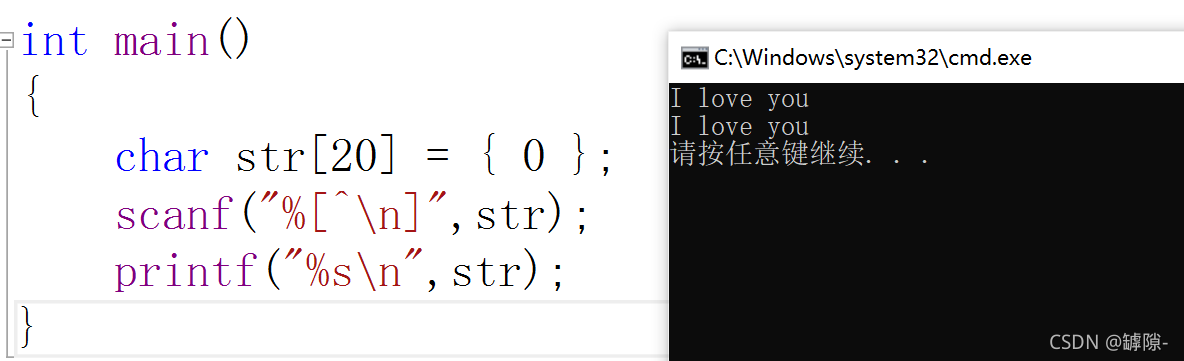 int main()
{
char str[20] = { 0 };
scanf("%[^\n]",str);
printf("%s\n",str);
}
C:\Windows\system32\cmd.exe
I love you
I love you
请按任意键继续. . .
CSDN @罅隙-